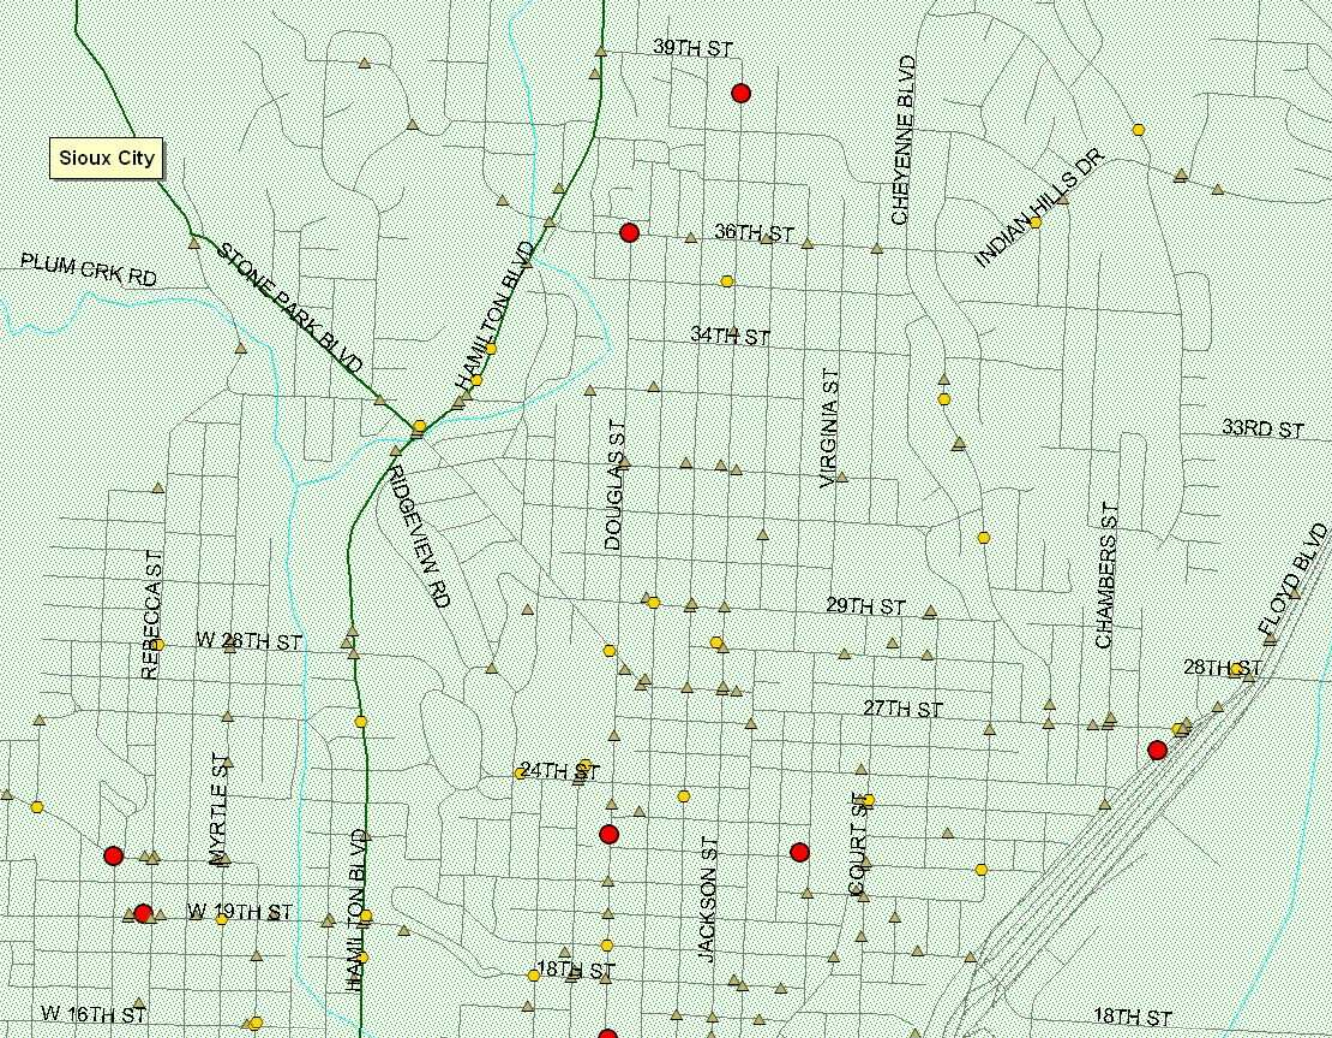 39TH ST
CHEYENNE BLVD
Sioux City
INDIAN HILLS DR
36TH ST
STONE PARK BLVD
PLUM CRK RD
HAMILTON BLVD
34TH ST
VIRGINIA ST
DOUGLAS ST
33RD ST
RIDGEVIEW RD
CHAMBERS ST
FLOYD BLVD
REBECCA ST
29TH ST
W 28TH ST
28TH ST
27TH ST
24TH ST
MYRTLE ST
COURT ST
HAMILTON BLVD
JACKSON ST
W 19TH ST
18TH ST
W 16TH ST
18TH ST